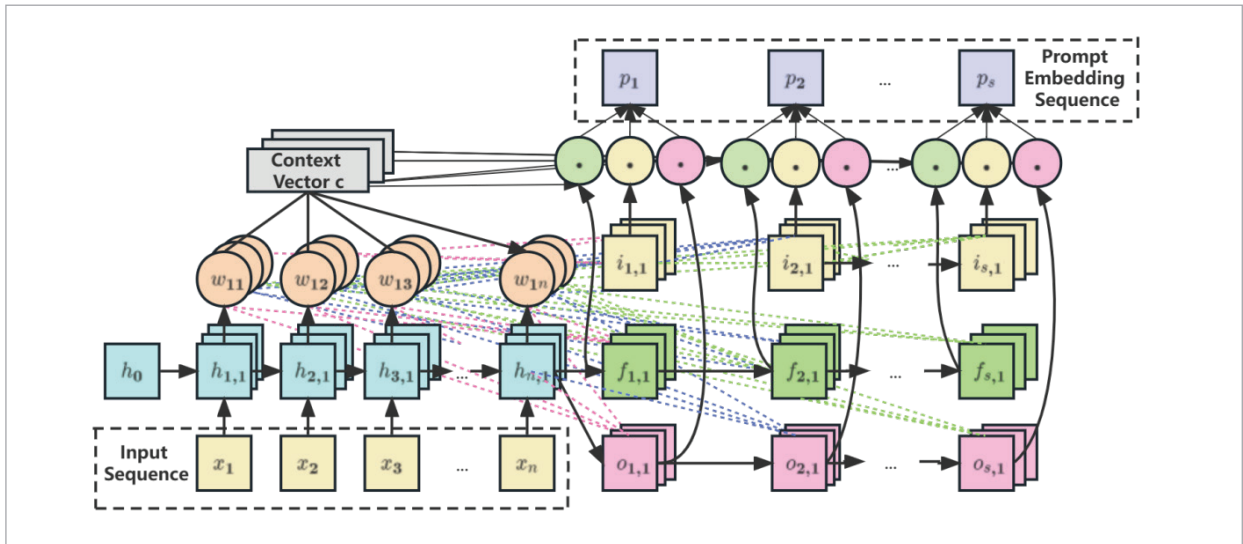 p1 p2 ... ps
Prompt
Embedding
Sequence
Context
Vector c
. . . . . . ... . . .
w11 w12 w13 w1n
i1,1 i2,1 ... is,1
h0 h1,1 h2,1 h3,1 ... hn,1 f1,1 f2,1 ... fs,1
Input
Sequence
x1 x2 x3 ... xn
o1,1 o2,1 ... os,1